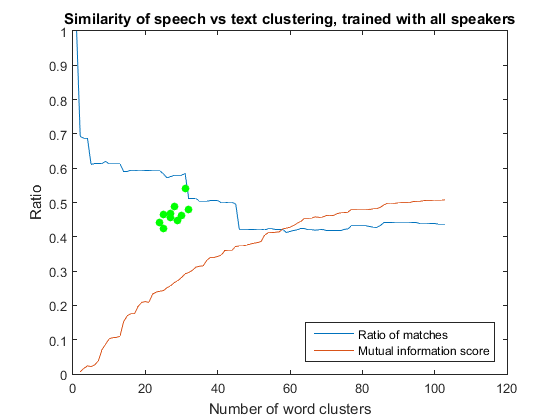 Similarity of speech vs text clustering, trained with all speakers
1
0.9
0.8
0.7
0.6
0.5
0.4
0.3
0.2
0.1
0
Ratio
0 20 40 60 80 100 120
Number of word clusters
Ratio of matches
Mutual information score